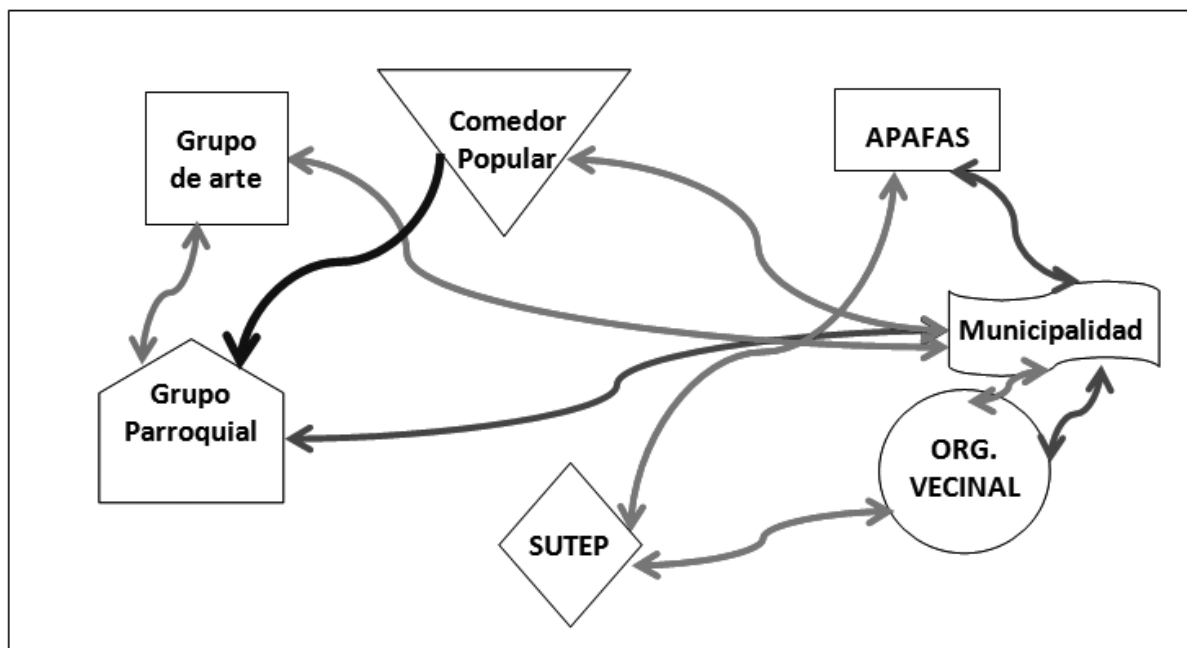 Grupo
de arte
Comedor
Popular
APAFAS
Municipalidad
Grupo
Parroquial
ORG.
VECINAL
SUTEP